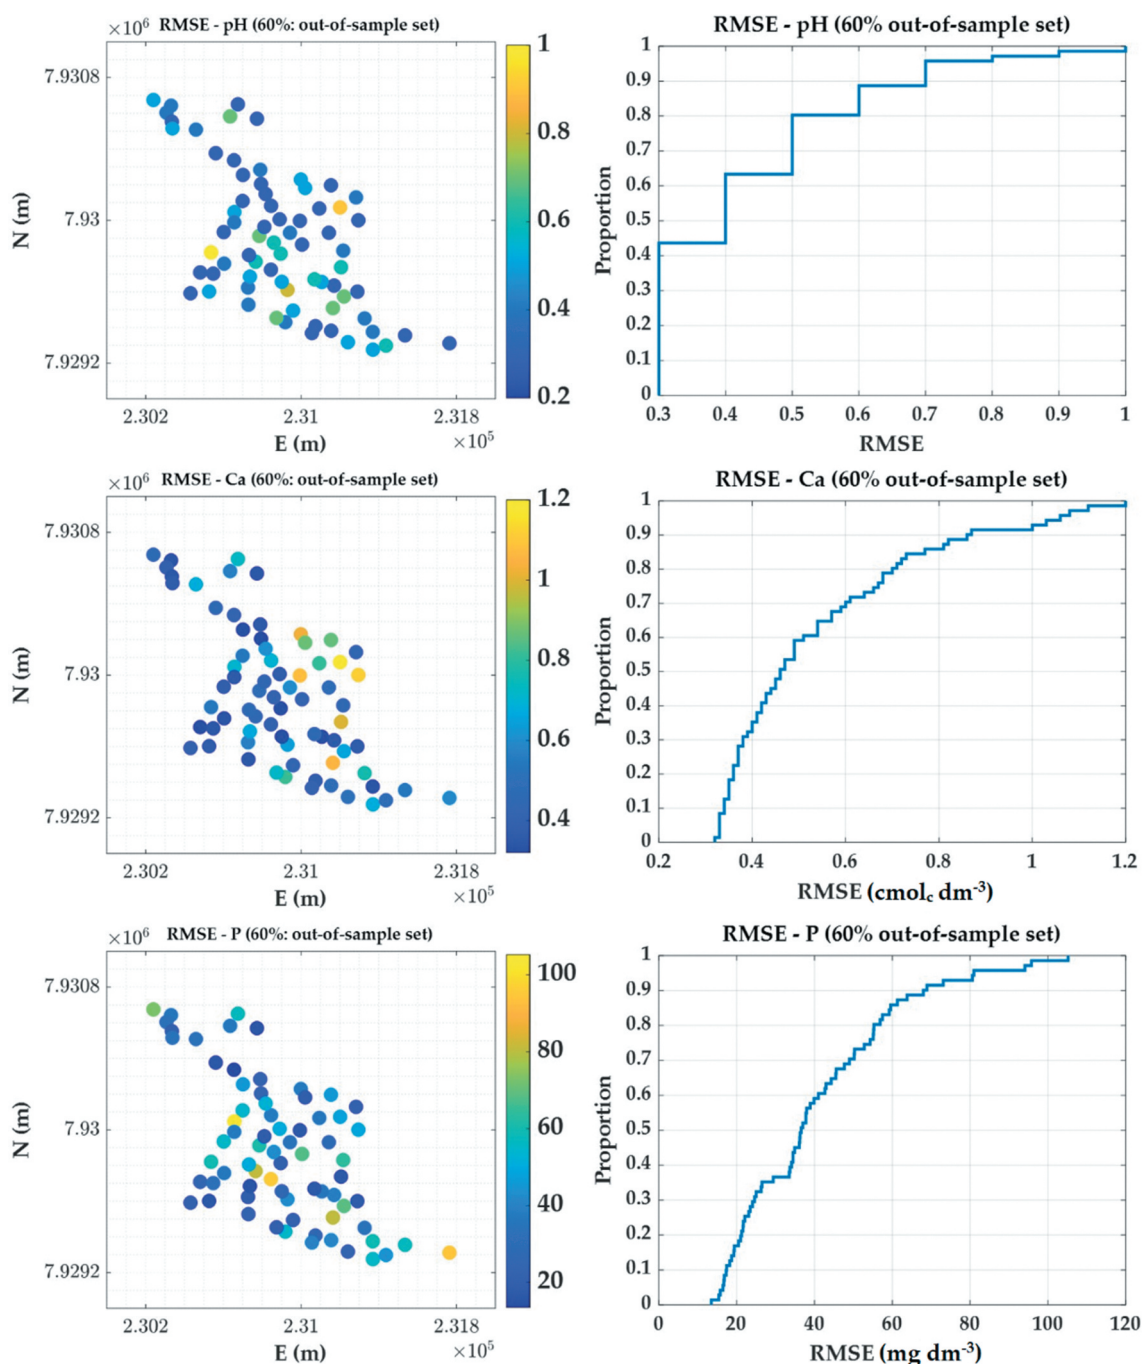 ×10⁶ RMSE - pH (60%: out-of-sample set)
1
7.9308
0.8
N (m)
7.93
0.6
0.4
7.9292
0.2
2.302 2.31 2.318
E (m) ×10⁵
RMSE - pH (60% out-of-sample set)
1
0.9
0.8
0.7
0.6
Proportion
0.5
0.4
0.3
0.2
0.1
0
0.3 0.4 0.5 0.6 0.7 0.8 0.9 1
RMSE
×10⁶ RMSE - Ca (60%: out-of-sample set)
1.2
7.9308
1
N (m)
7.93
0.8
0.6
7.9292
0.4
2.302 2.31 2.318
E (m) ×10⁵
RMSE - Ca (60% out-of-sample set)
1
0.9
0.8
0.7
0.6
Proportion
0.5
0.4
0.3
0.2
0.1
0
0.2 0.4 0.6 0.8 1 1.2
RMSE (cmol꜀ dm⁻³)
×10⁶ RMSE - P (60%: out-of-sample set)
100
7.9308
80
N (m)
7.93
60
40
7.9292
20
2.302 2.31 2.318
E (m) ×10⁵
RMSE - P (60% out-of-sample set)
1
0.9
0.8
0.7
0.6
Proportion
0.5
0.4
0.3
0.2
0.1
0
0 20 40 60 80 100 120
RMSE (mg dm⁻³)